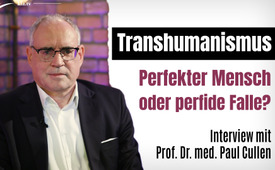 Transhumanismus
Perfekter Mensch
oder perfide Falle?
Interview mit
Prof. Dr. med. Paul Cullen